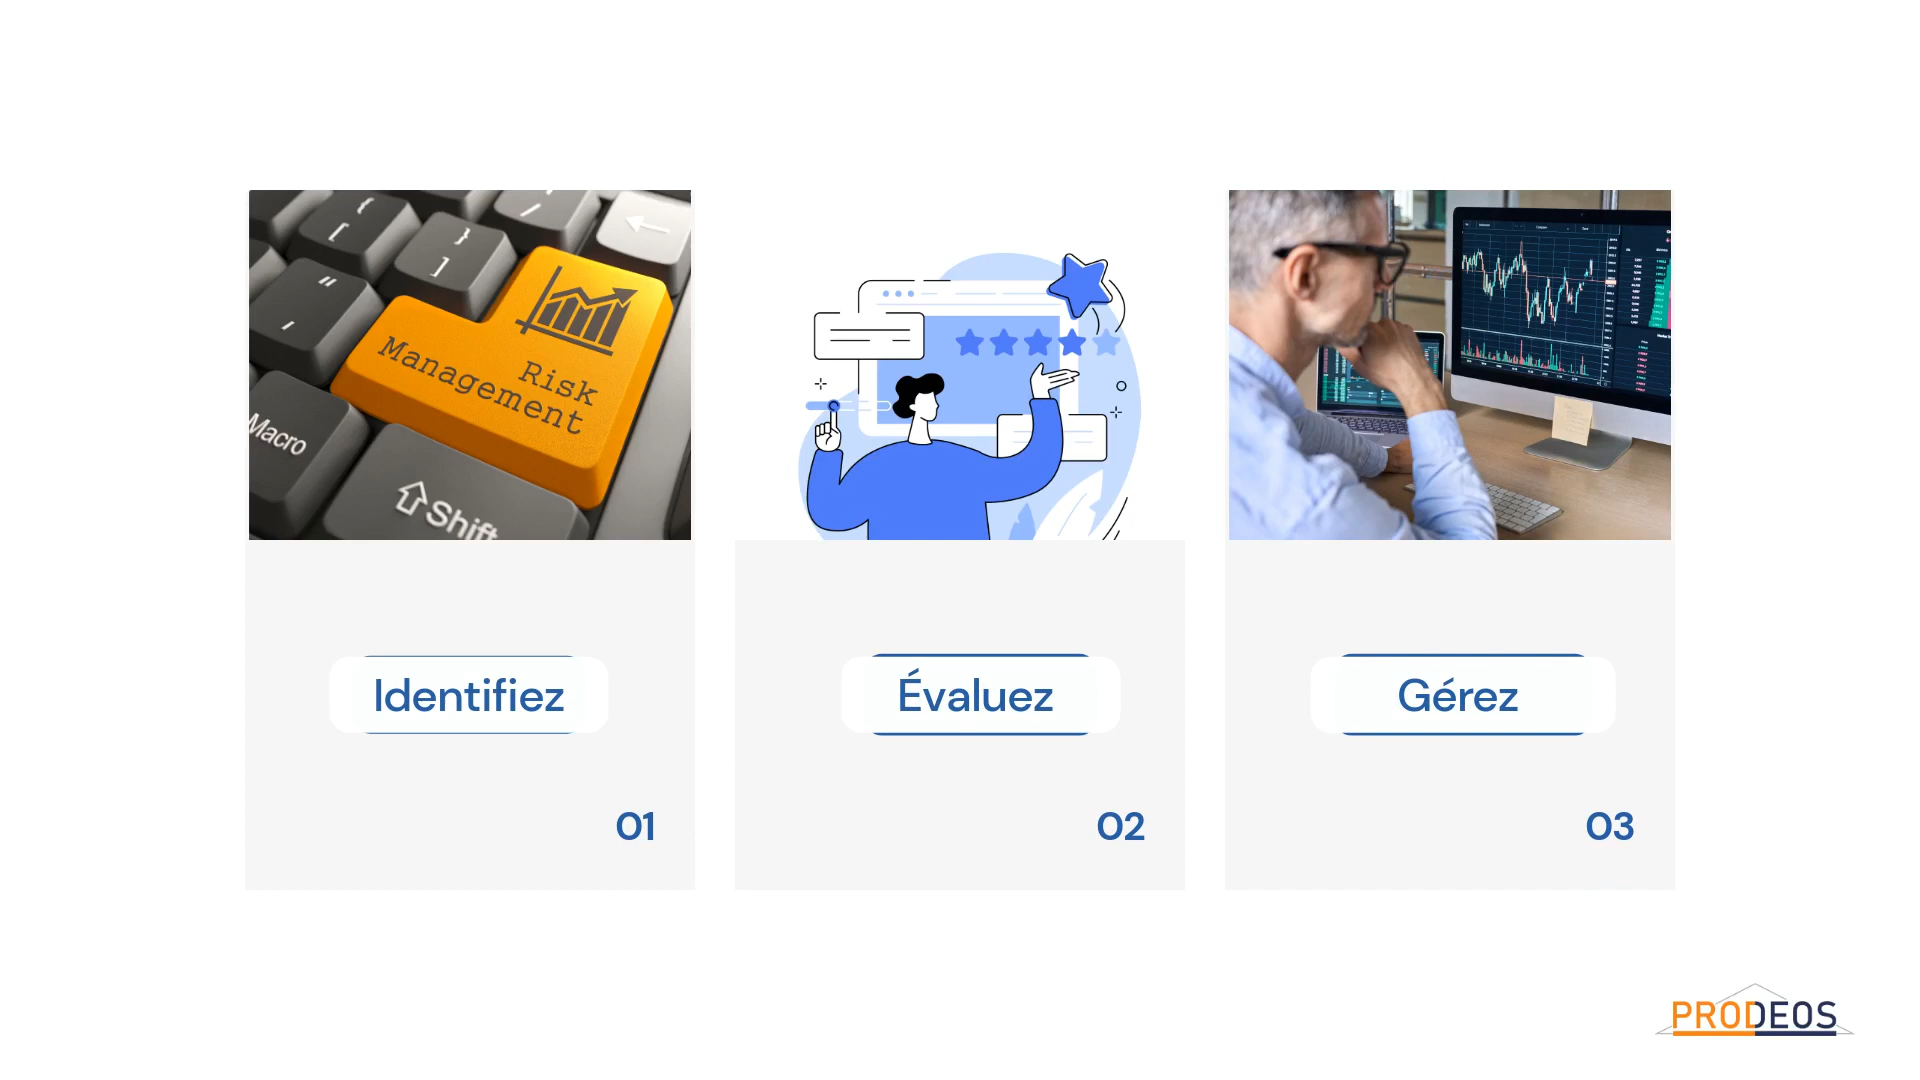 Risk
Management
Macro
Shift
Identifiez
Évaluez
Gérez
01
02
03
PRODEOS